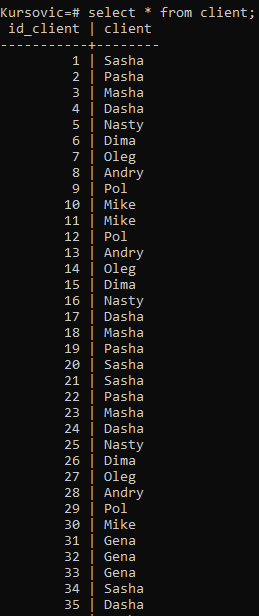 Kursovic=# select * from client;
 id_client | client
-----------+--------
         1 | Sasha
         2 | Pasha
         3 | Masha
         4 | Dasha
         5 | Nasty
         6 | Dima
         7 | Oleg
         8 | Andry
         9 | Pol
        10 | Mike
        11 | Mike
        12 | Pol
        13 | Andry
        14 | Oleg
        15 | Dima
        16 | Nasty
        17 | Dasha
        18 | Masha
        19 | Pasha
        20 | Sasha
        21 | Sasha
        22 | Pasha
        23 | Masha
        24 | Dasha
        25 | Nasty
        26 | Dima
        27 | Oleg
        28 | Andry
        29 | Pol
        30 | Mike
        31 | Gena
        32 | Gena
        33 | Gena
        34 | Sasha
        35 | Dasha